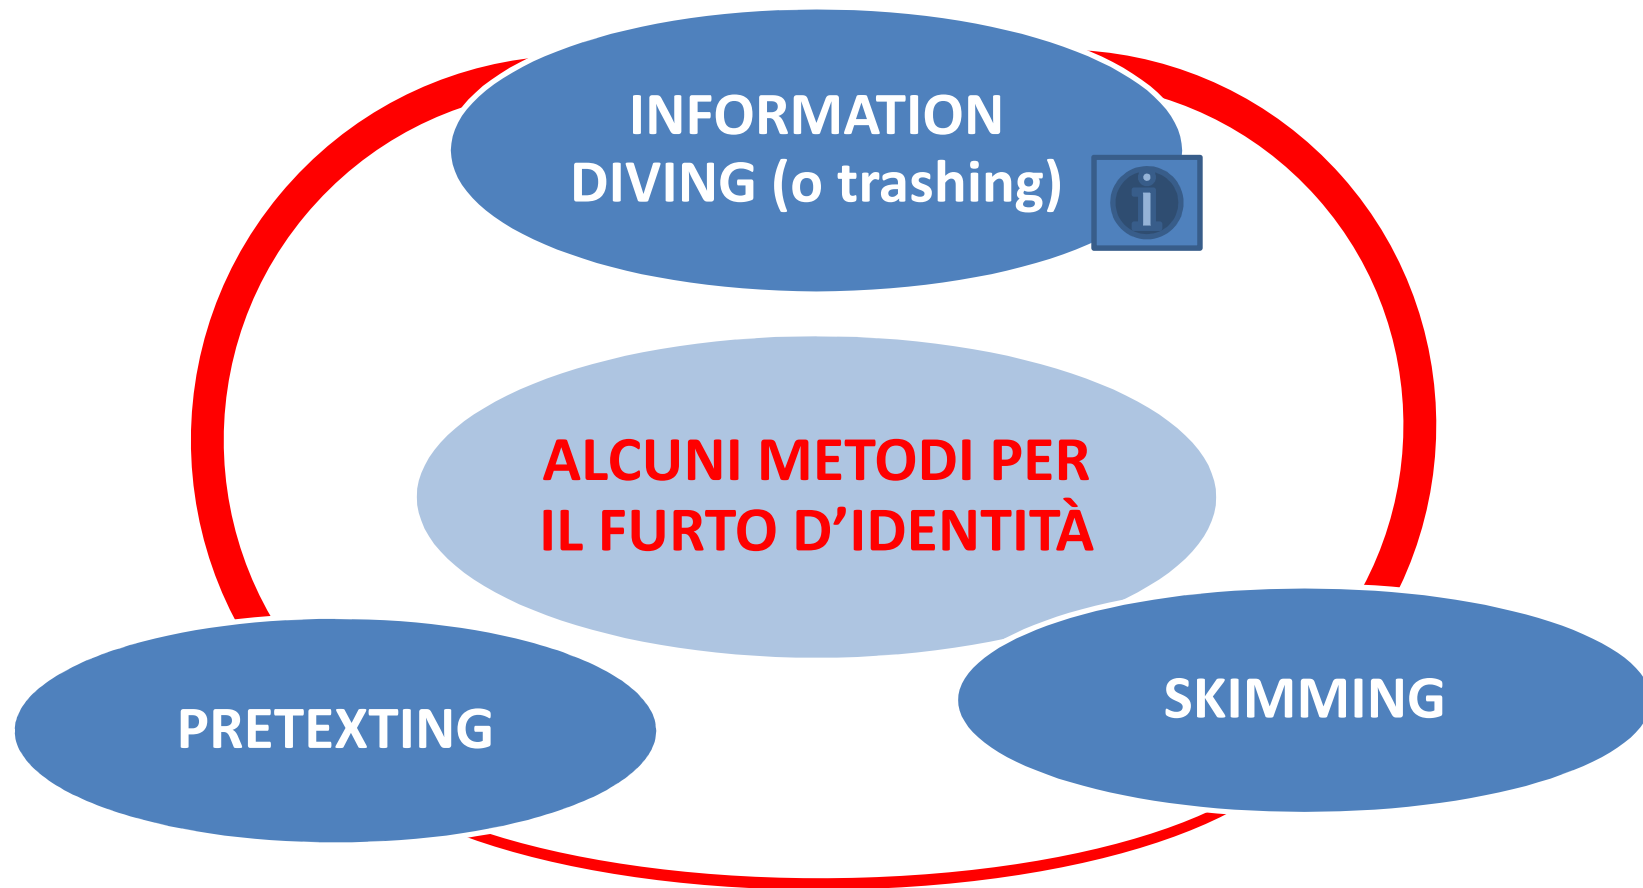 INFORMATION
DIVING (o trashing)
i
ALCUNI METODI PER
IL FURTO D’IDENTITÀ
PRETEXTING
SKIMMING